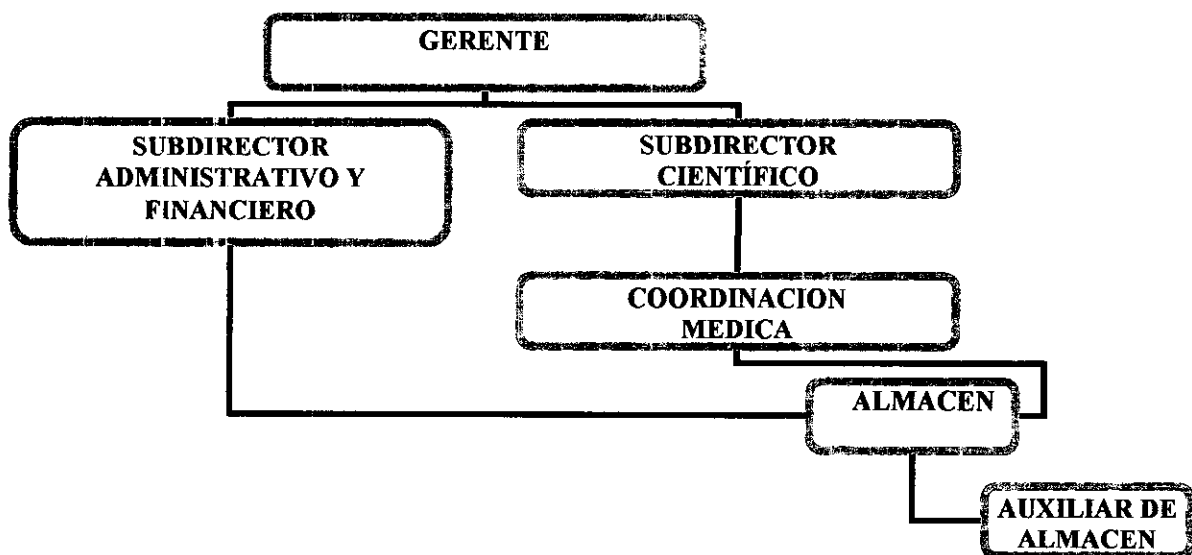 GERENTE
SUBDIRECTOR
ADMINISTRATIVO Y
FINANCIERO
SUBDIRECTOR
CIENTÍFICO
COORDINACION
MEDICA
ALMACEN
AUXILIAR DE
ALMACEN